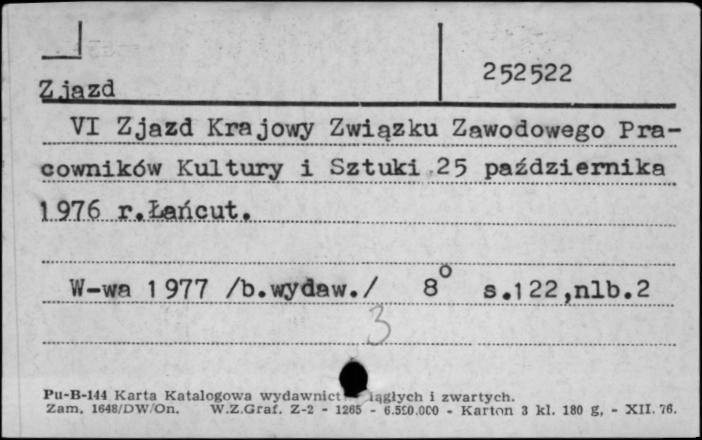 252522
Zjazd
VI Zjazd Krajowy Związku Zawodowego Pra-
cowników Kultury i Sztuki 25 października
1976 r.Łańcut.
W-wa 1977 /b.wydaw./ 8° s.122,nlb.2
3
Pu-B-144 Karta Katalogowa i zwartych.
Zam. 1648/DW/On. W.Z.Graf. Z-2 - 1265 - 6.500.000 - Karton 3 kl. 180 g, - XII. 76.